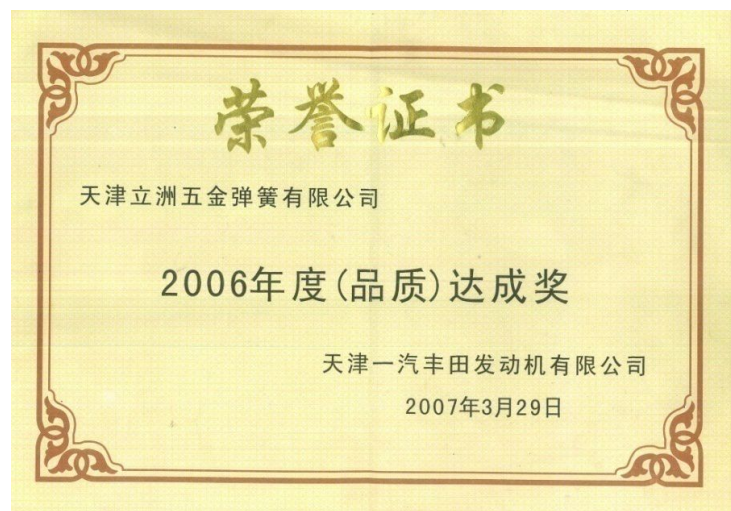 荣誉证书
天津立洲五金弹簧有限公司
2006年度(品质)达成奖
天津一汽丰田发动机有限公司
2007年3月29日